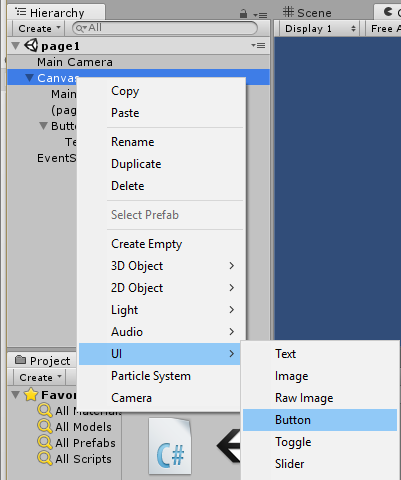 Hierarchy
Scene
Create
All
Display 1
Free A
page1
Main Camera
Canvas
Main
(pag
Butto
Te
EventS
Copy
Paste
Rename
Duplicate
Delete
Select Prefab
Create Empty
3D Object
2D Object
Light
Audio
UI
Particle System
Camera
Text
Image
Raw Image
Button
Toggle
Slider
Project
Create
Favor
All Materials
All Models
All Prefabs
All Scripts
C#